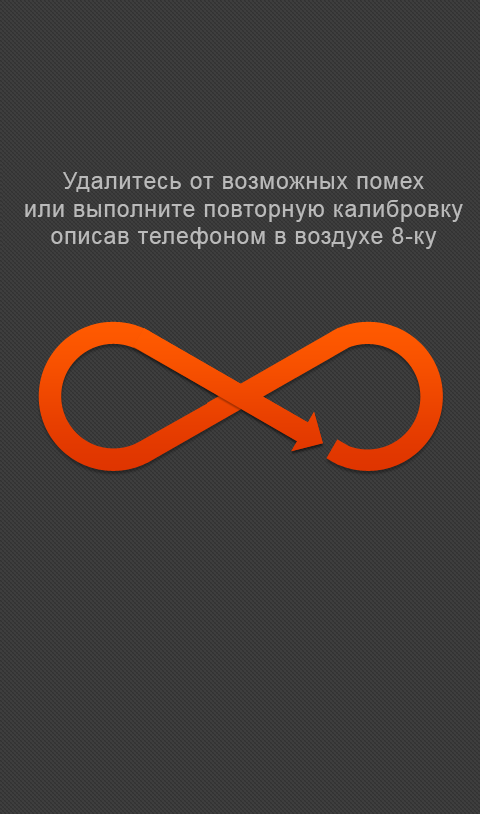 Удалитесь от возможных помех
или выполните повторную калибровку
описав телефоном в воздухе 8-ку